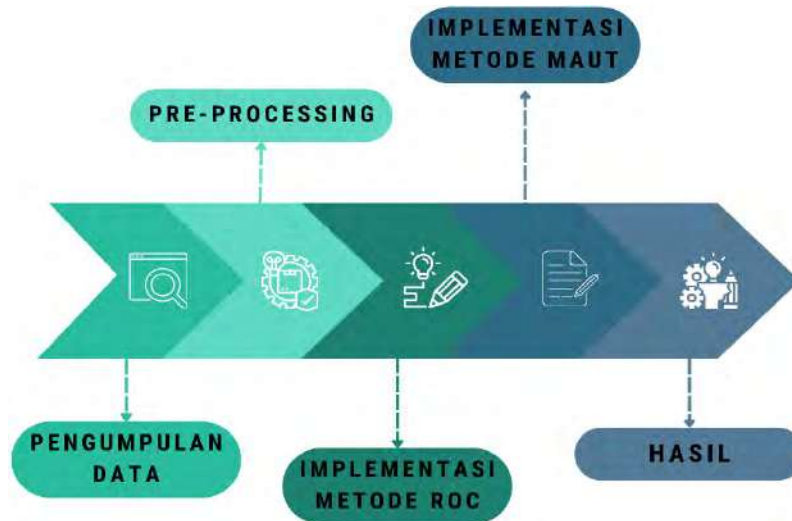 IMPLEMENTASI
METODE MAUT
PRE-PROCESSING
PENGUMPULAN
DATA
IMPLEMENTASI
METODE ROC
HASIL